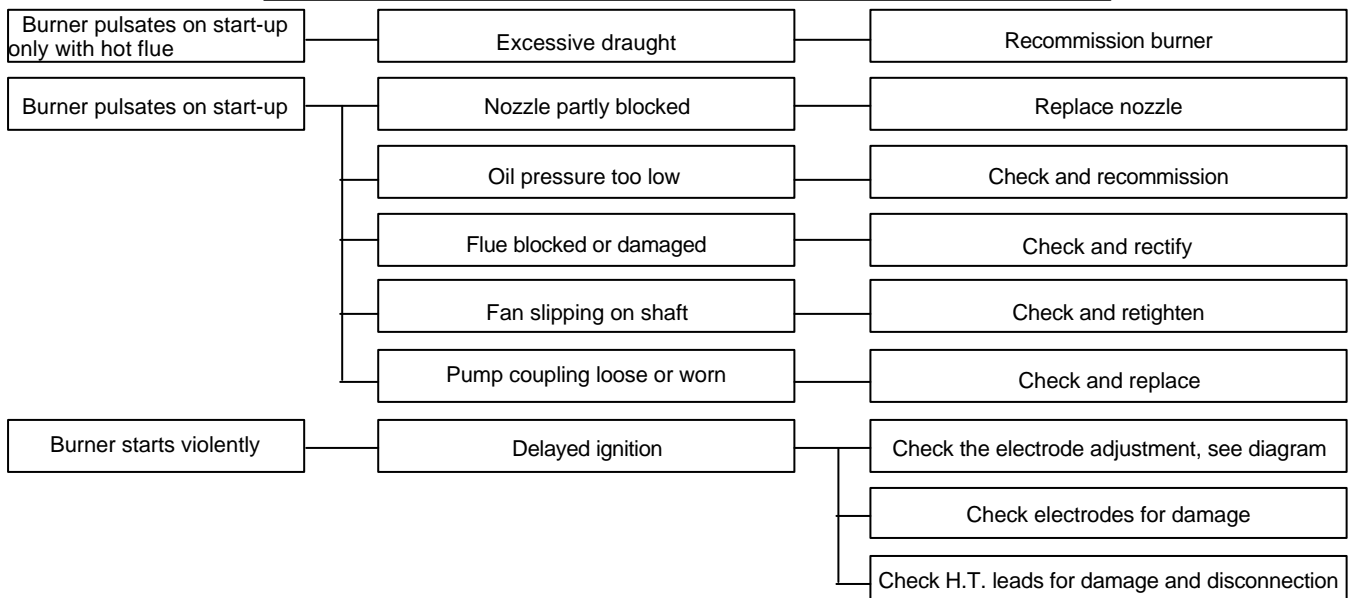 Burner pulsates on start-up
only with hot flue
Excessive draught
Recommission burner
Burner pulsates on start-up
Nozzle partly blocked
Replace nozzle
Oil pressure too low
Check and recommission
Flue blocked or damaged
Check and rectify
Fan slipping on shaft
Check and retighten
Pump coupling loose or worn
Check and replace
Burner starts violently
Delayed ignition
Check the electrode adjustment, see diagram
Check electrodes for damage
Check H.T. leads for damage and disconnection